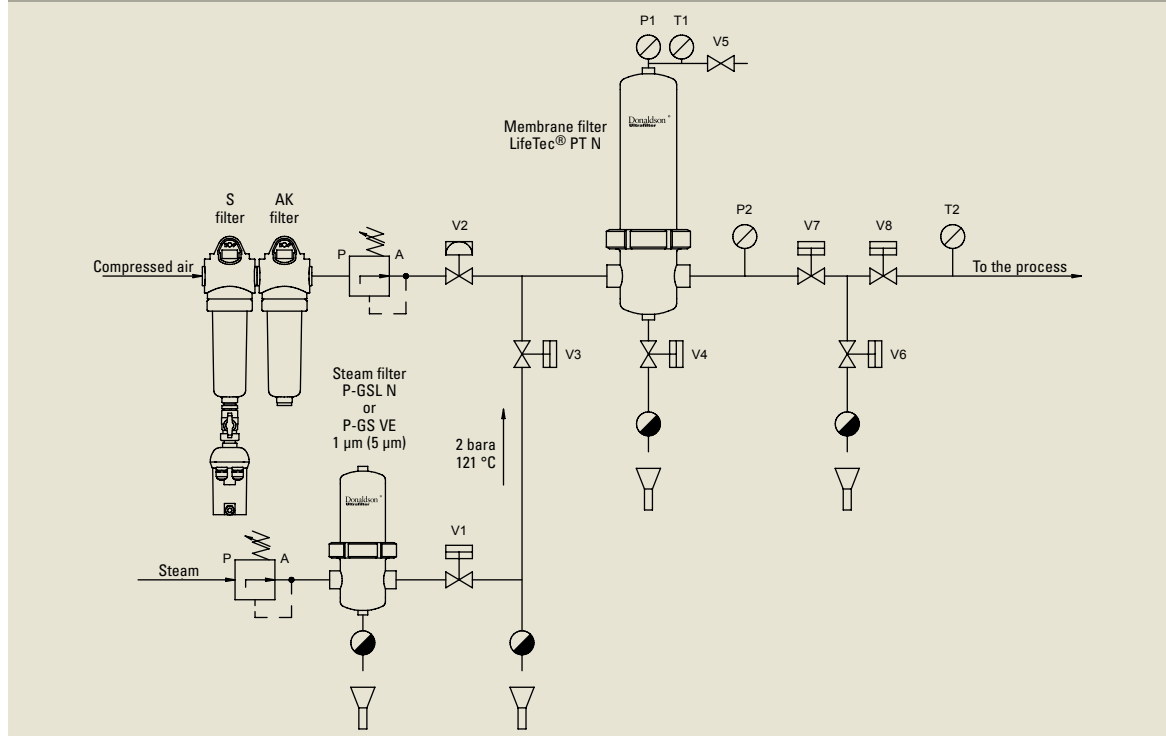 P1 T1
V5
Donaldson
Ultrafilter
Membrane filter
LifeTec® PT N
S
filter
AK
filter
P A
V2
P2
V7
V8
T2
Compressed air
To the process
V3
V4
V6
Steam filter
P-GSL N
or
P-GS VE
1 µm (5 µm)
2 bara
121 °C
Donaldson
Ultrafilter
P A
V1
Steam